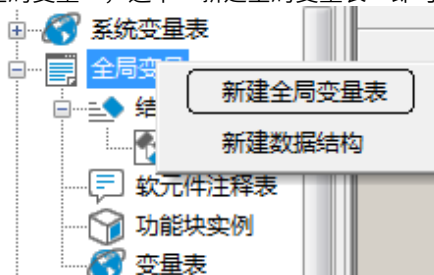 系统变量表
全局变
新建全局变量表
结
新建数据结构
软元件注释表
功能块实例
变量表